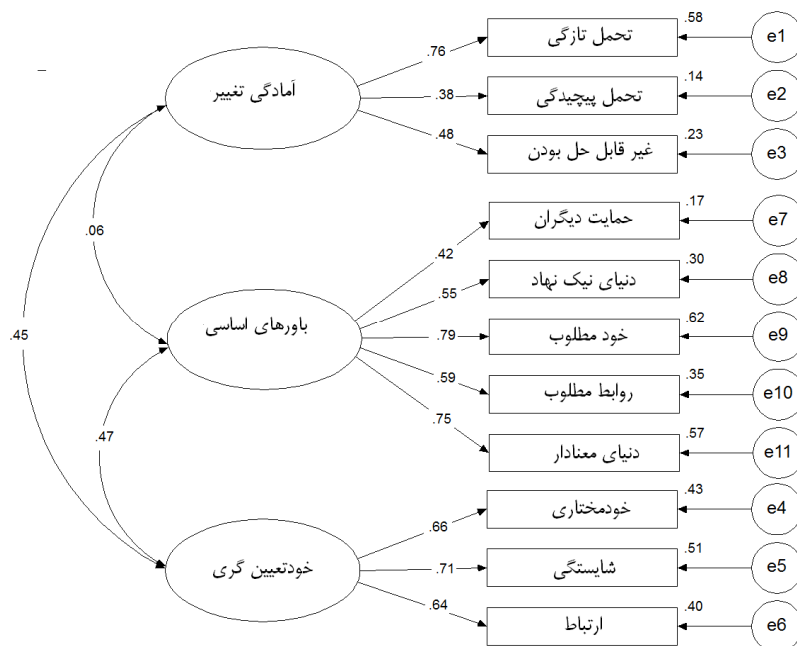 .58
e1
تحمل تازگی
.76
آمادگی تغییر
.14
e2
تحمل پیچیدگی
.38
.23
e3
غیر قابل حل بودن
.48
.17
e7
حمایت دیگران
.42
.06
.30
e8
دنیای نیک نهاد
.55
باورهای اساسی
.62
e9
خود مطلوب
.79
.45
.35
e10
روابط مطلوب
.59
.57
e11
دنیای معنادار
.75
.47
.43
e4
خودمختاری
.66
خودتعیین گری
.51
e5
شایستگی
.71
.40
e6
ارتباط
.64